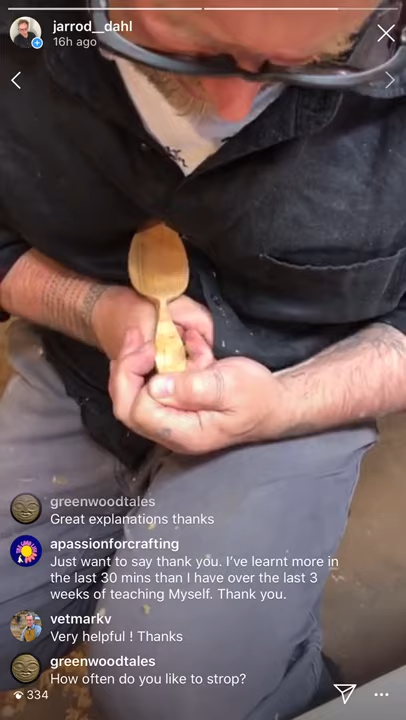 jarrod__dahl
16h ago
greenwoodtales
Great explanations thanks
apassionforcrafting
Just want to say thank you. I've learnt more in
the last 30 mins than I have over the last 3
weeks of teaching Myself. Thank you.
vetmarkv
Very helpful ! Thanks
greenwoodtales
How often do you like to strop?
334